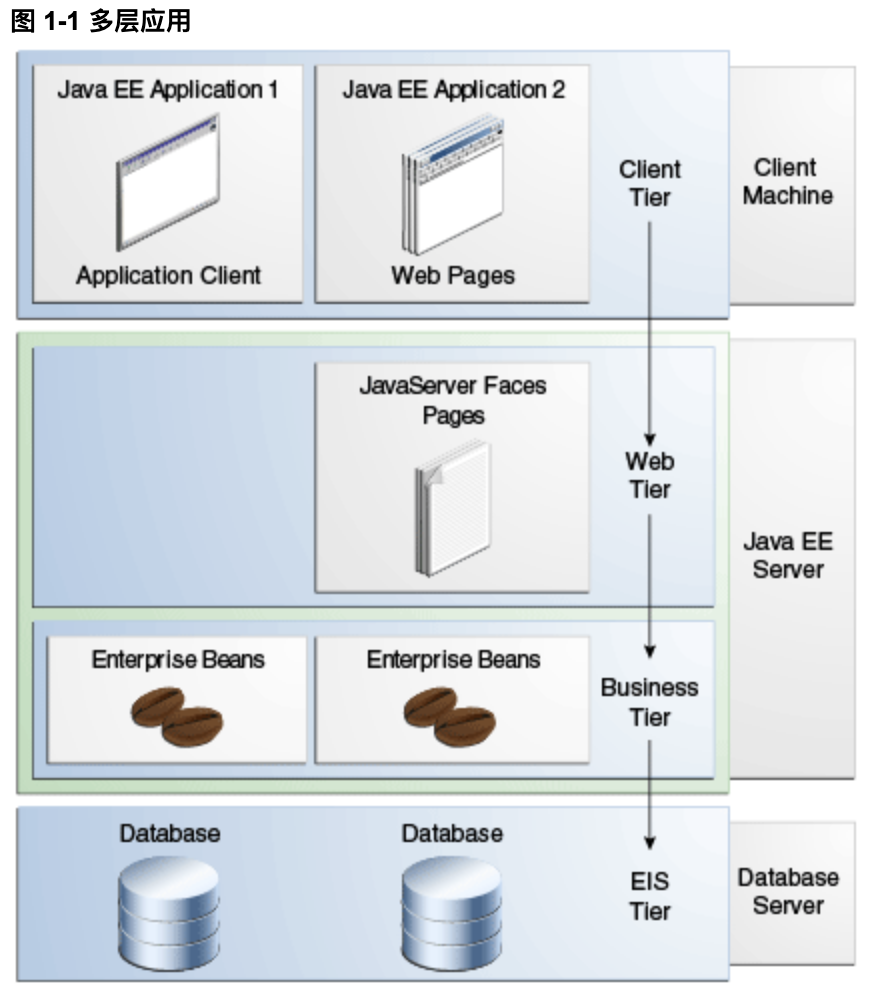 图 1-1 多层应用
Java EE Application 1
Application Client
Java EE Application 2
Web Pages
Client
Tier
Client
Machine
JavaServer Faces
Pages
Web
Tier
Java EE
Server
Enterprise Beans
Enterprise Beans
Business
Tier
Database
Database
EIS
Tier
Database
Server